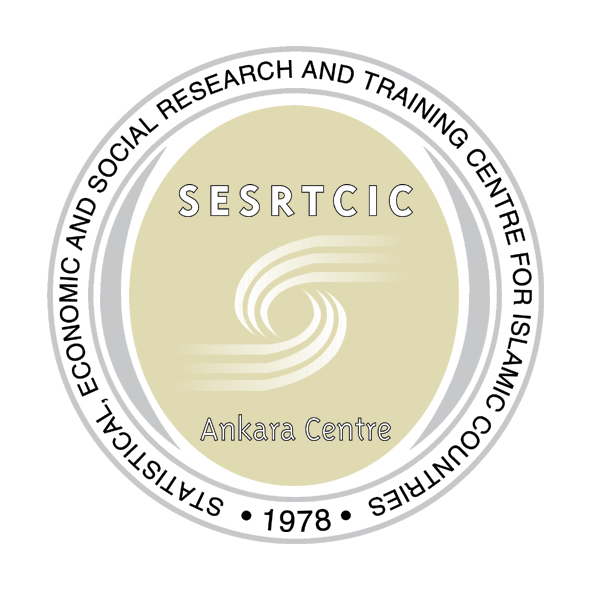 STATISTICAL, ECONOMIC AND SOCIAL RESEARCH AND TRAINING CENTRE FOR ISLAMIC COUNTRIES
SESRTCIC
Ankara Centre
• 1978 •